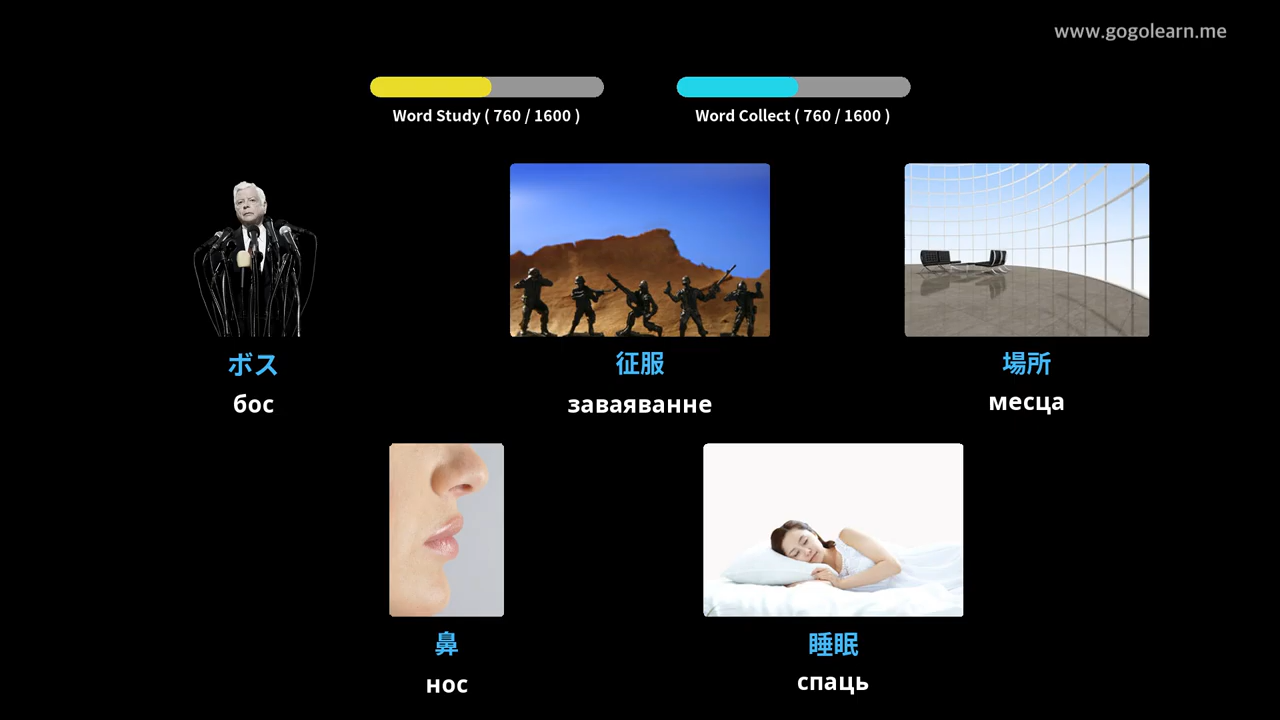 www.gogolearn.me
Word Study ( 760 / 1600 )
Word Collect ( 760 / 1600 )
ボス
征服
場所
бос
заваяванне
месца
鼻
睡眠
нос
спаць